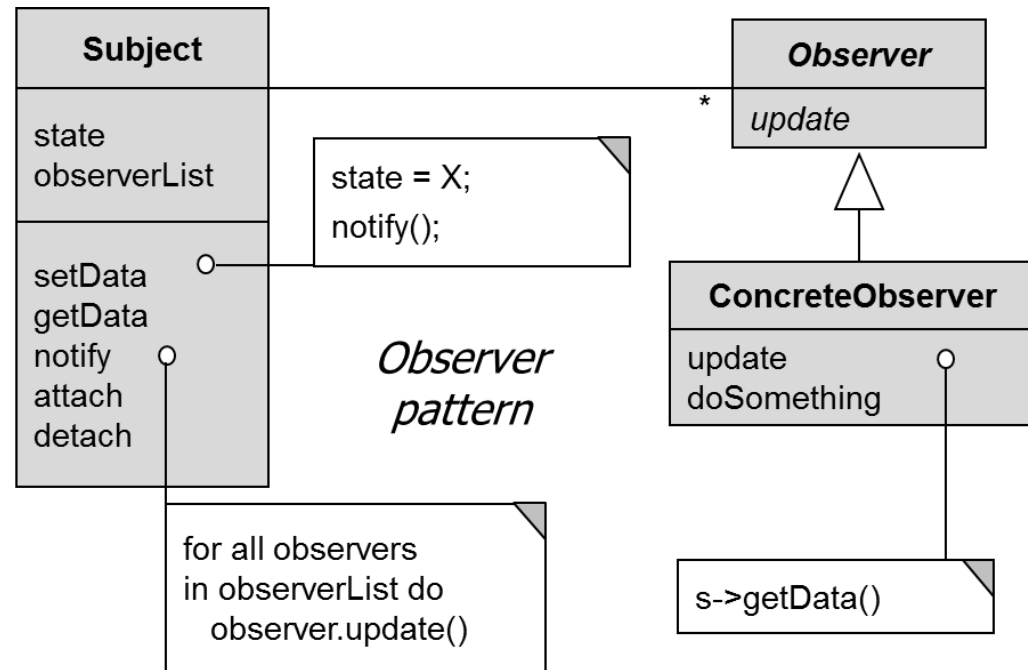 Subject
state
observerList
setData
getData
notify
attach
detach
state = X;
notify();
for all observers
in observerList do
observer.update()
Observer
pattern
*
Observer
update
ConcreteObserver
update
doSomething
s->getData()